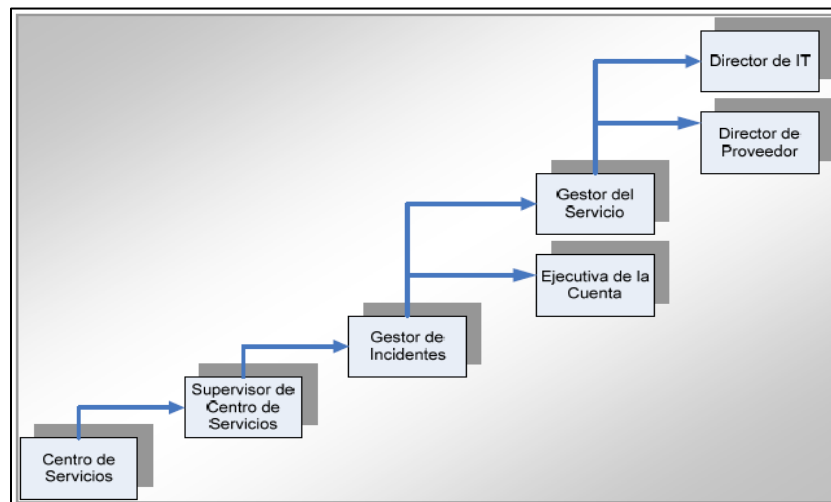 Director de IT
Director de
Proveedor
Gestor del
Servicio
Ejecutiva de la
Cuenta
Gestor de
Incidentes
Supervisor de
Centro de
Servicios
Centro de
Servicios